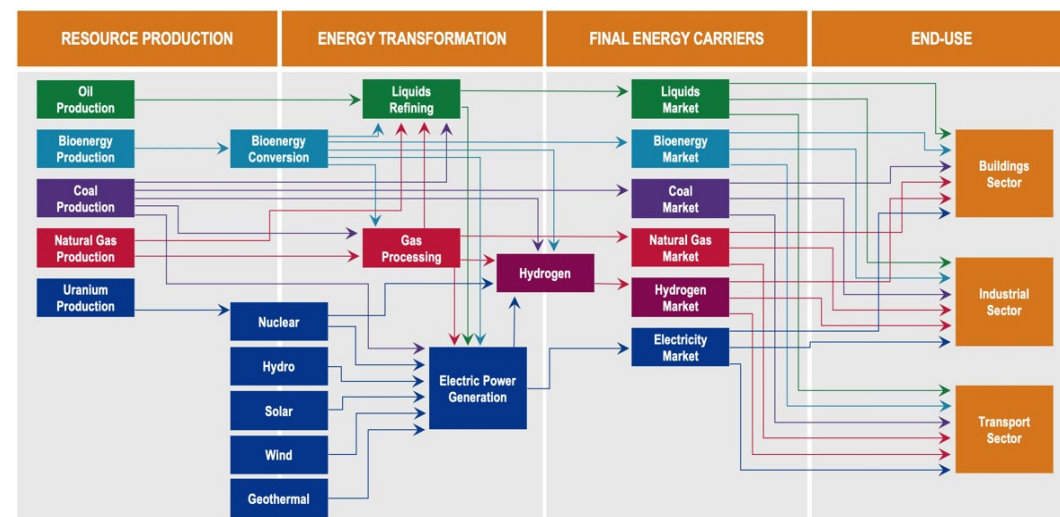 RESOURCE PRODUCTION
ENERGY TRANSFORMATION
FINAL ENERGY CARRIERS
END-USE
Oil
Production
Liquids
Refining
Liquids
Market
Bioenergy
Production
Bioenergy
Conversion
Bioenergy
Market
Buildings
Sector
Coal
Production
Coal
Market
Natural Gas
Production
Gas
Processing
Natural Gas
Market
Hydrogen
Uranium
Production
Hydrogen
Market
Industrial
Sector
Nuclear
Electricity
Market
Hydro
Electric Power
Generation
Solar
Transport
Sector
Wind
Geothermal